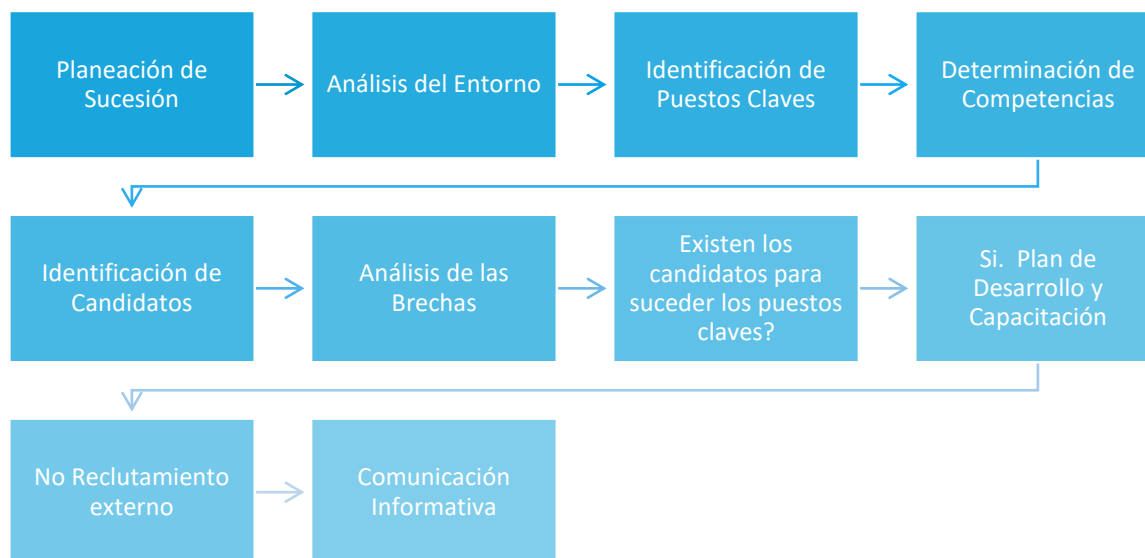 Planeación de
Sucesión
Análisis del Entorno
Identificación de
Puestos Claves
Determinación de
Competencias
Identificación de
Candidatos
Análisis de las
Brechas
Existen los
candidatos para
suceder los puestos
claves?
Si.  Plan de
Desarrollo y
Capacitación
No Reclutamiento
externo
Comunicación
Informativa